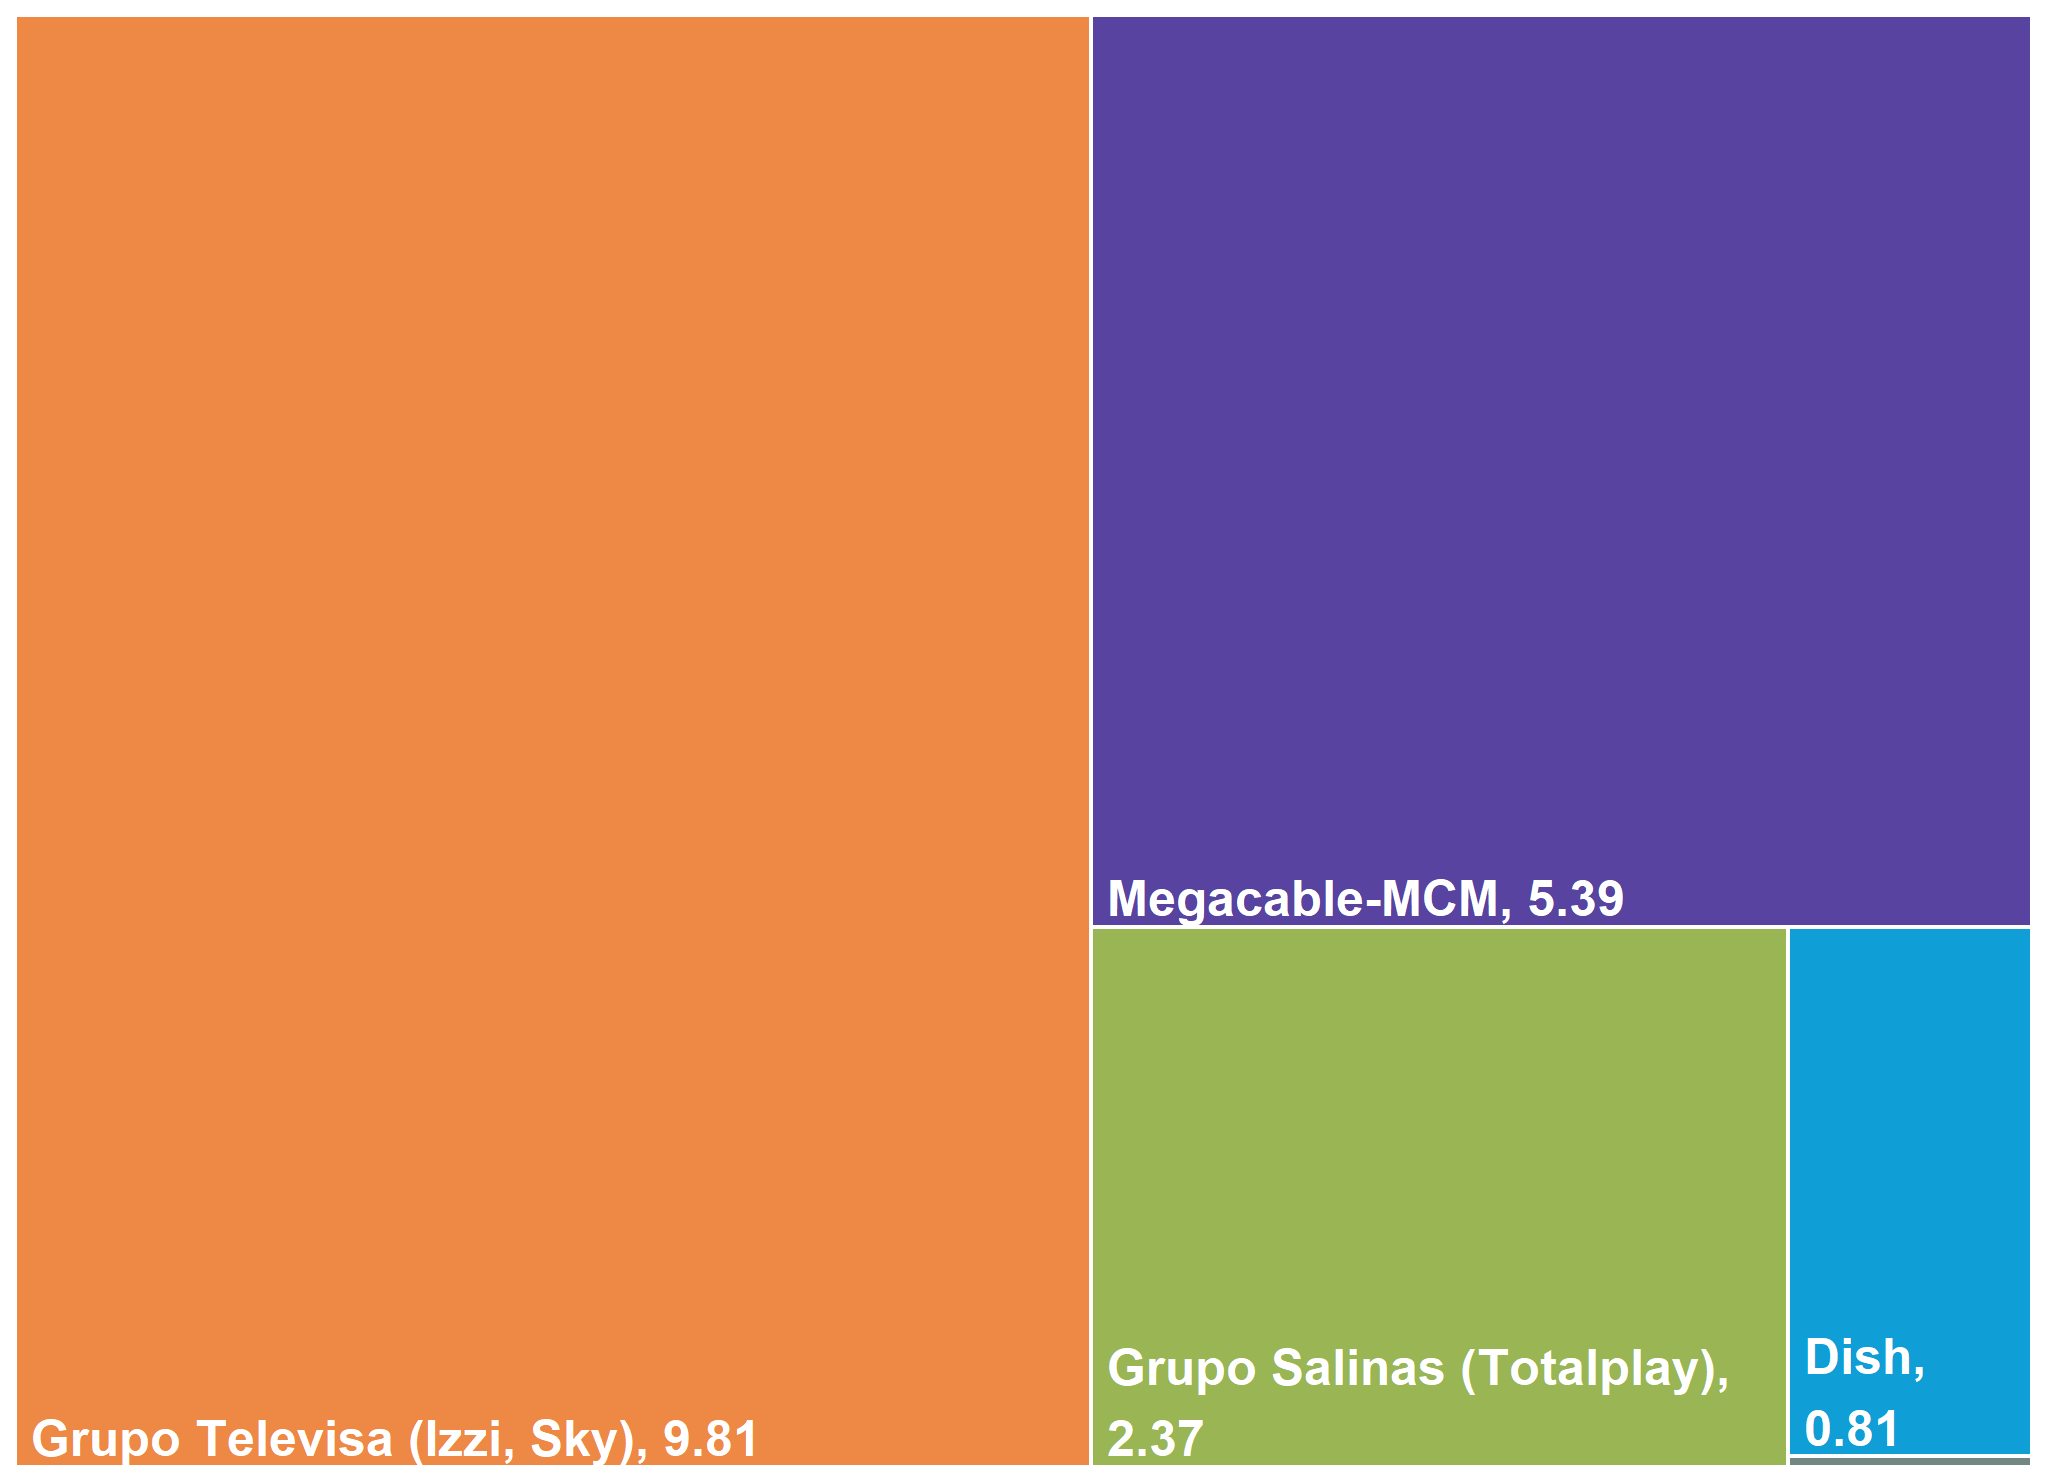 Megacable-MCM, 5.39
Grupo Salinas (Totalplay),
2.37
Dish,
0.81
Grupo Televisa (Izzi, Sky), 9.81